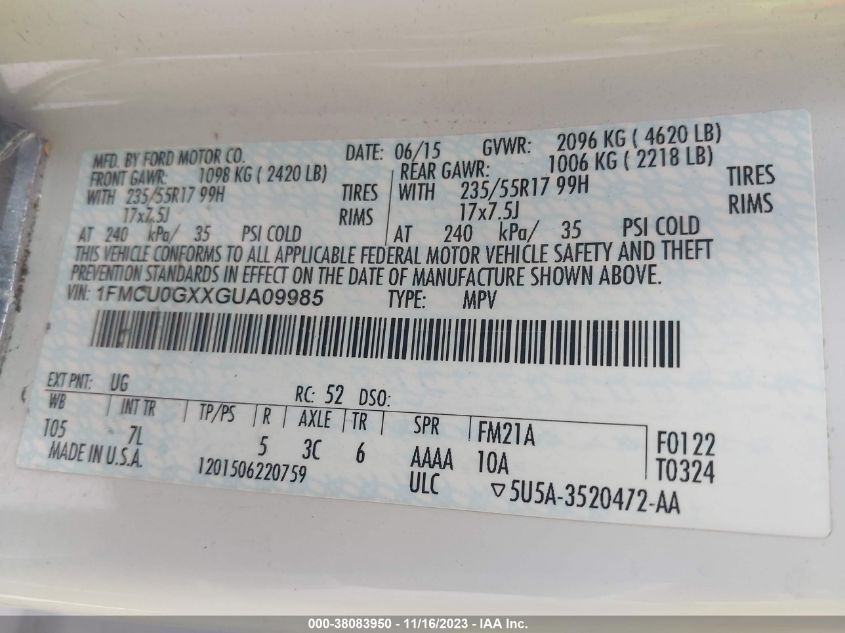 MFD. BY FORD MOTOR CO. DATE: 06/15 GVWR: 2096 KG ( 4620 LB)
FRONT GAWR: 1098 KG ( 2420 LB) REAR GAWR: 1006 KG ( 2218 LB)
WITH 235/55R17 99H TIRES WITH 235/55R17 99H TIRES
17x7.5J RIMS 17x7.5J RIMS
AT 240 kPa/ 35 PSI COLD AT 240 kPa/ 35 PSI COLD
THIS VEHICLE CONFORMS TO ALL APPLICABLE FEDERAL MOTOR VEHICLE SAFETY AND THEFT
PREVENTION STANDARDS IN EFFECT ON THE DATE OF MANUFACTURE SHOWN ABOVE.
VIN: 1FMCU0GXXGUA09985 TYPE: MPV
EXT PNT: UG RC: 52 DSO:
WB INT TR TP/PS R AXLE TR SPR FM21A F0122
105 7L 5 3C 6 AAAA 10A T0324
MADE IN U.S.A. 1201506220759 ULC ▽5U5A-3520472-AA
000-38083950 - 11/16/2023 - IAA Inc.